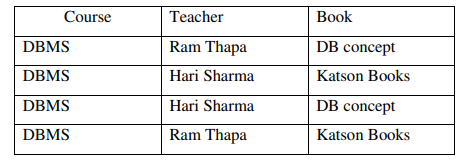 Course Teacher Book
DBMS Ram Thapa DB concept
DBMS Hari Sharma Katson Books
DBMS Hari Sharma DB concept
DBMS Ram Thapa Katson Books